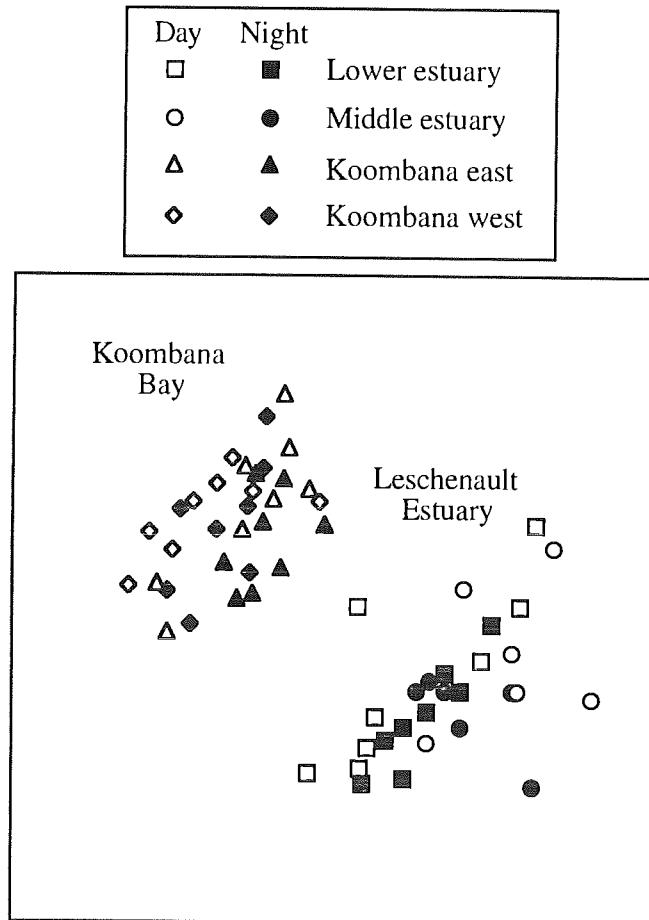 Day Night
Lower estuary
Middle estuary
Koombana east
Koombana west
Koombana
Bay
Leschenault
Estuary